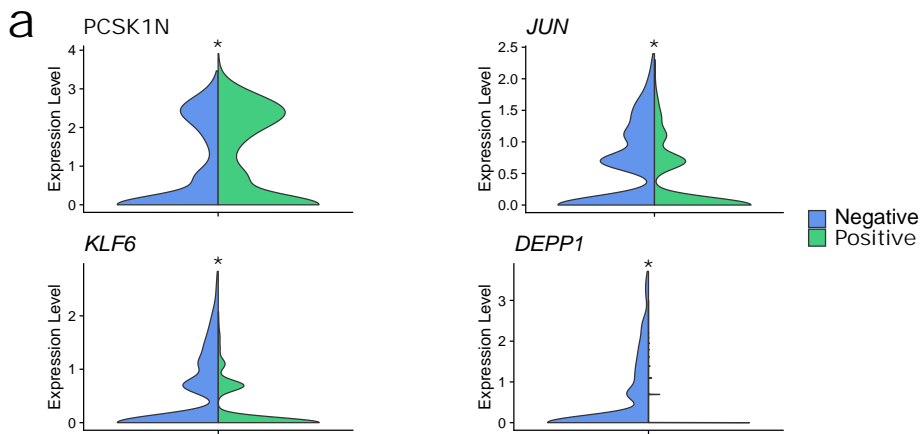 a
PCSK1N
*
Expression Level
4
3
2
1
0
JUN
*
Expression Level
2.5
2.0
1.5
1.0
0.5
0.0
Negative
Positive
KLF6
*
Expression Level
2
1
0
DEPP1
*
Expression Level
3
2
1
0